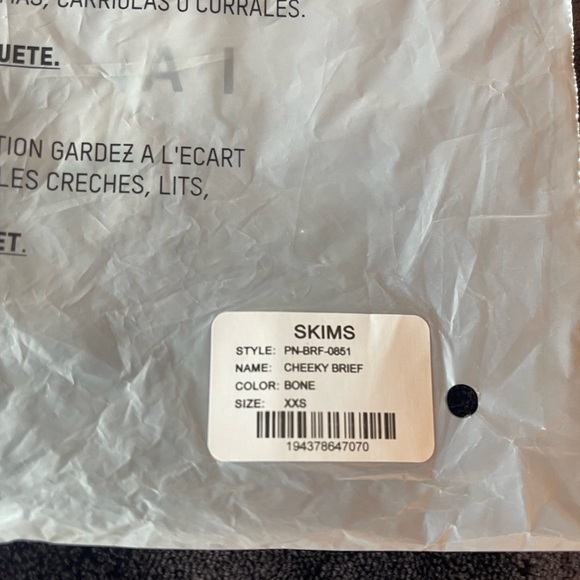 CARRIOLAS O CORRALES.
UETE.
I A
TION GARDEZ A L'ECART
LES CRECHES, LITS,
ET.
SKIMS
STYLE: PN-BRF-0851
NAME: CHEEKY BRIEF
COLOR: BONE
SIZE: XXS
194378647070